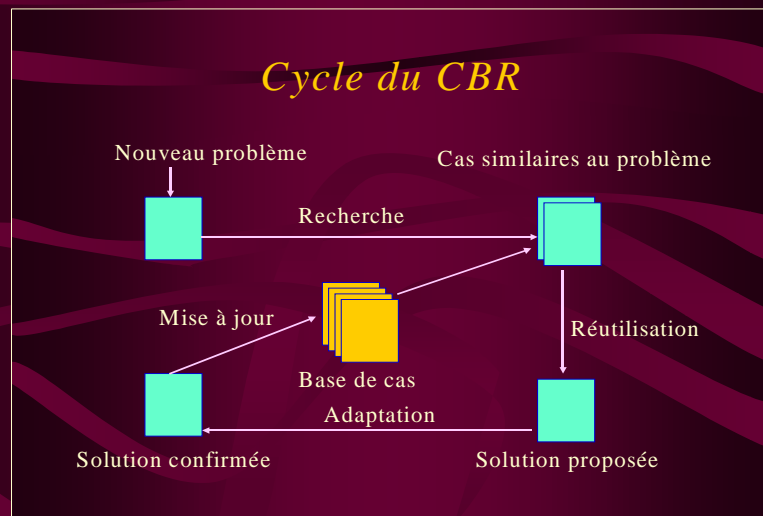 Cycle du CBR
Nouveau problème
Cas similaires au problème
Recherche
Mise à jour
Réutilisation
Base de cas
Adaptation
Solution confirmée
Solution proposée